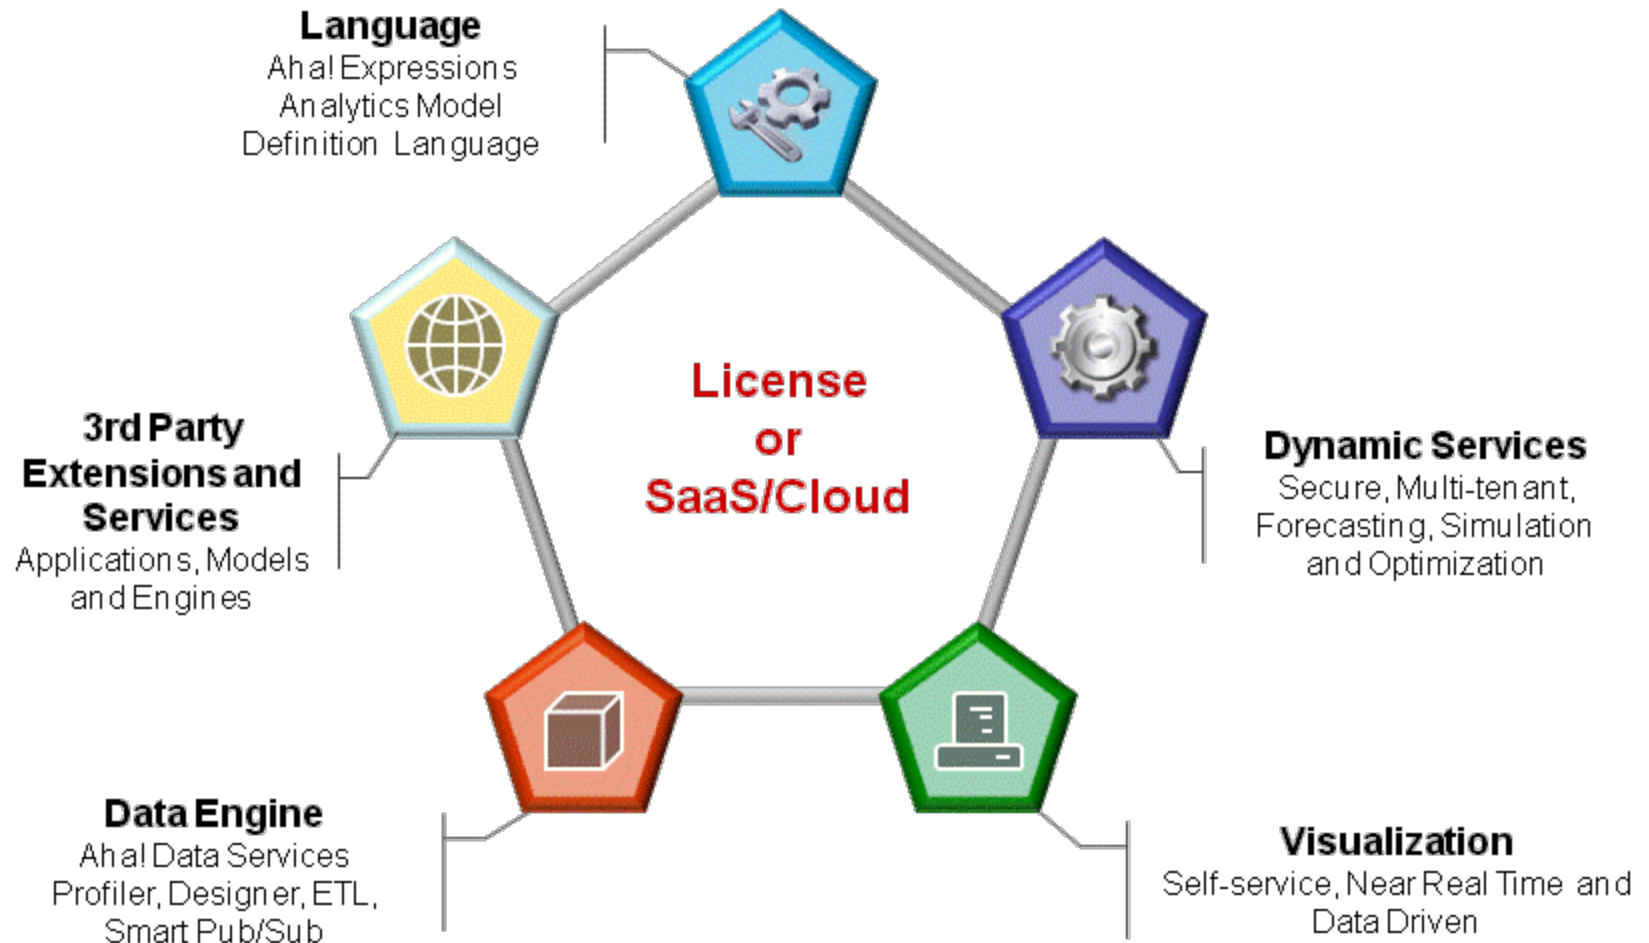 Language
Aha! Expressions
Analytics Model
Definition Language
License
or
SaaS/Cloud
3rd Party
Extensions and
Services
Applications, Models
and Engines
Dynamic Services
Secure, Multi-tenant,
Forecasting, Simulation
and Optimization
Data Engine
Aha! Data Services
Profiler, Designer, ETL,
Smart Pub/Sub
Visualization
Self-service, Near Real Time and
Data Driven